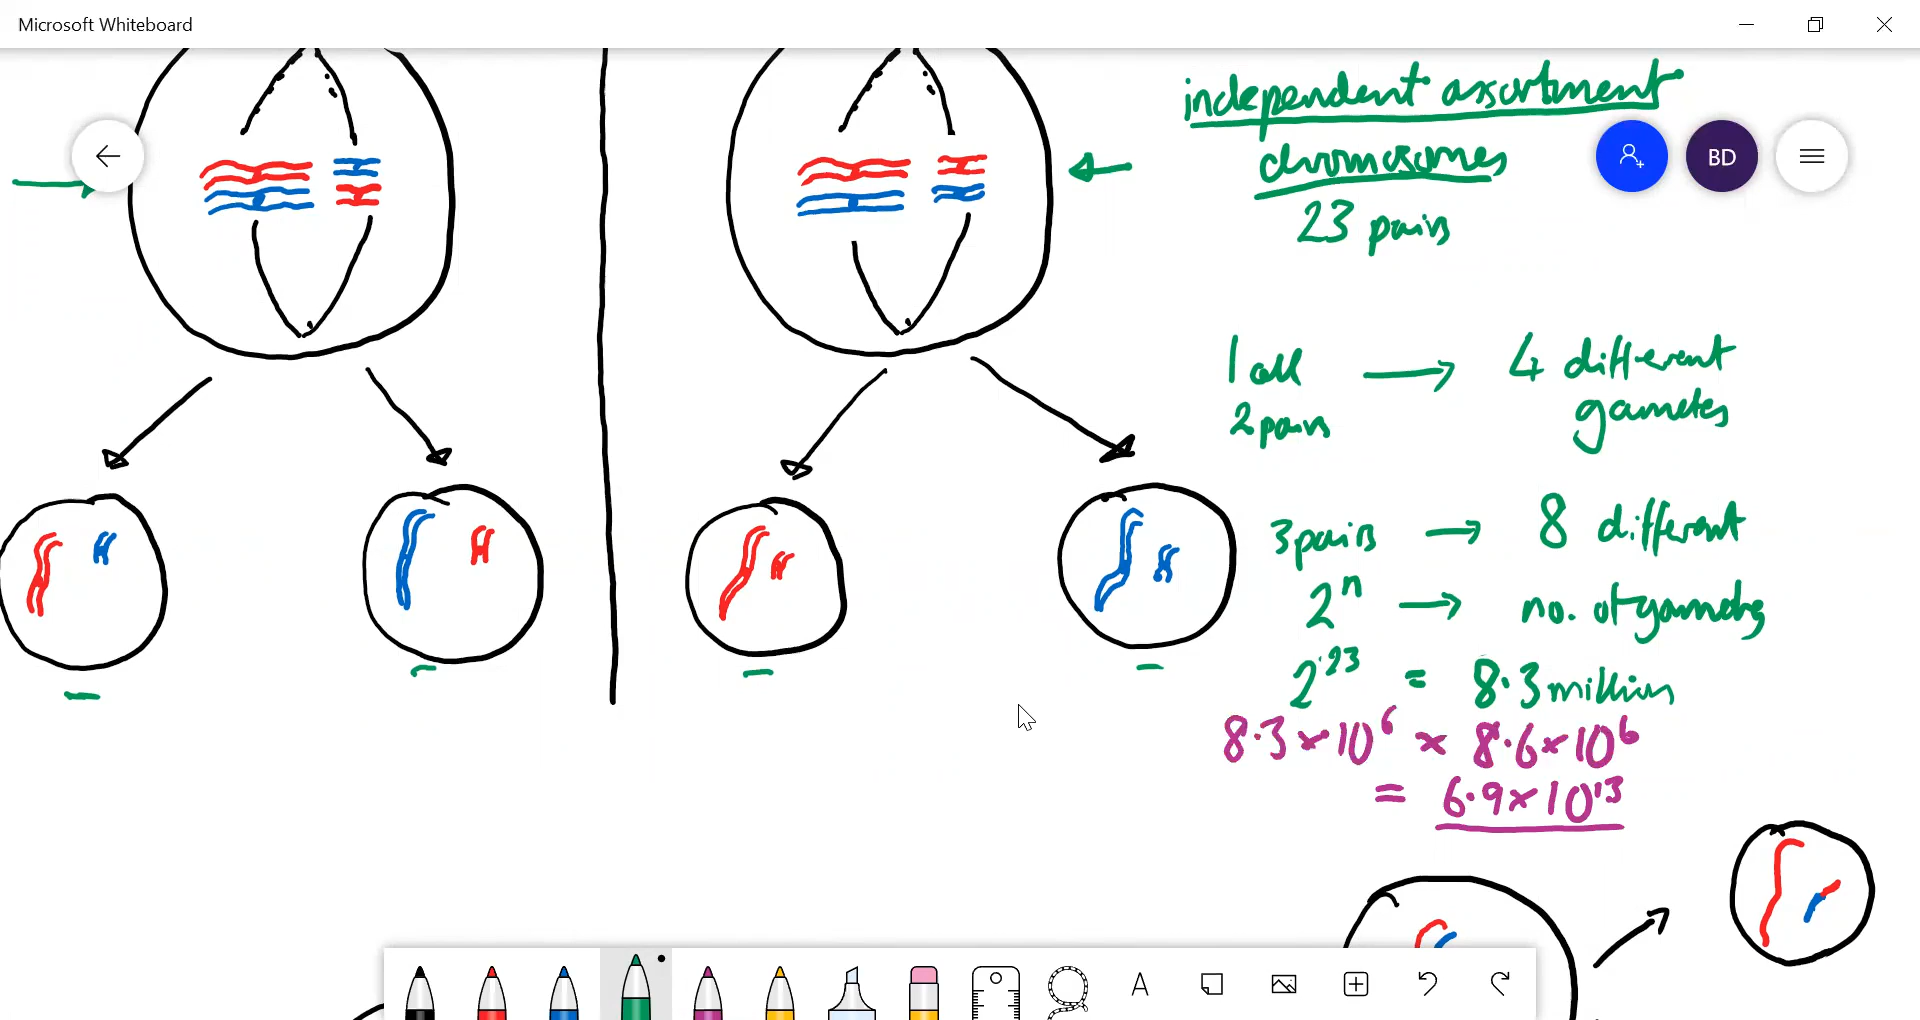 Microsoft Whiteboard
independent assortment
chromosomes
BD
23 pairs
1 cell → 4 different
2 pairs gametes
3 pairs → 8 different
2ⁿ → no. of gametes
2²³ = 8.3 million
8.3 × 10⁶ × 8.6 × 10⁶
= 6.9 × 10¹³